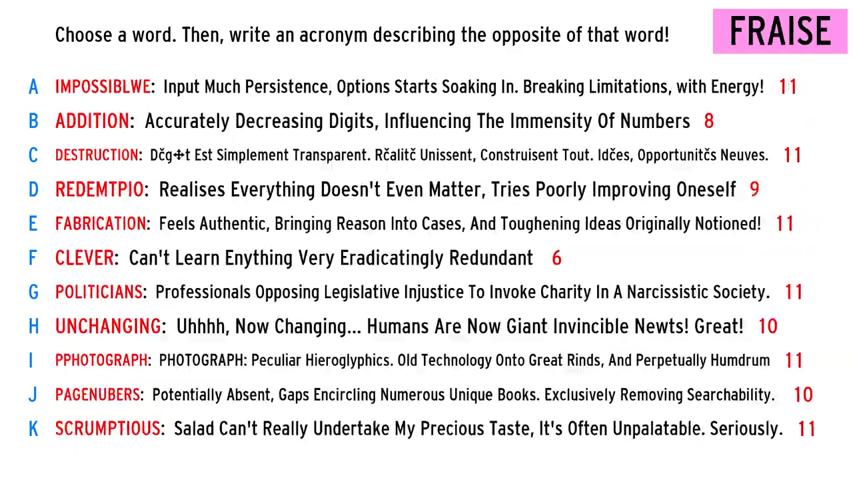 Choose a word. Then, write an acronym describing the opposite of that word!
FRAISE
A IMPOSSIBLWE: Input Much Persistence, Options Starts Soaking In. Breaking Limitations, with Energy! 11
B ADDITION: Accurately Decreasing Digits, Influencing The Immensity Of Numbers 8
C DESTRUCTION: Dčg✢t Est Simplement Transparent. Rčalitč Unissent, Construisent Tout. Idčes, Opportunitčs Neuves. 11
D REDEMTPIO: Realises Everything Doesn't Even Matter, Tries Poorly Improving Oneself 9
E FABRICATION: Feels Authentic, Bringing Reason Into Cases, And Toughening Ideas Originally Notioned! 11
F CLEVER: Can't Learn Enything Very Eradicatingly Redundant 6
G POLITICIANS: Professionals Opposing Legislative Injustice To Invoke Charity In A Narcissistic Society. 11
H UNCHANGING: Uhhhh, Now Changing... Humans Are Now Giant Invincible Newts! Great! 10
I PPHOTOGRAPH: PHOTOGRAPH: Peculiar Hieroglyphics. Old Technology Onto Great Rinds, And Perpetually Humdrum 11
J PAGENUBERS: Potentially Absent, Gaps Encircling Numerous Unique Books. Exclusively Removing Searchability. 10
K SCRUMPTIOUS: Salad Can't Really Undertake My Precious Taste, It's Often Unpalatable. Seriously. 11